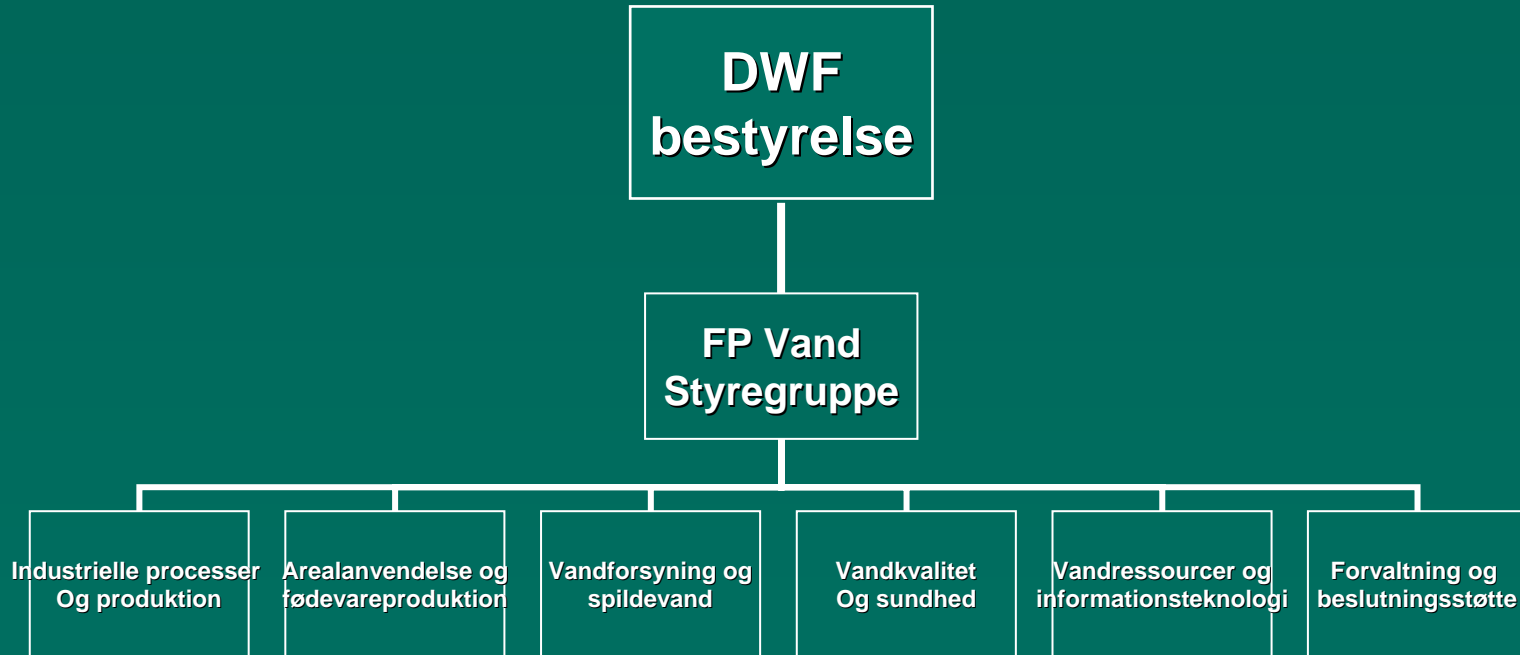 DWF
bestyrelse
FP Vand
Styregruppe
Industrielle processer
Og produktion
Arealanvendelse og
fødevareproduktion
Vandforsyning og
spildevand
Vandkvalitet
Og sundhed
Vandressourcer og
informationsteknologi
Forvaltning og
beslutningsstøtte